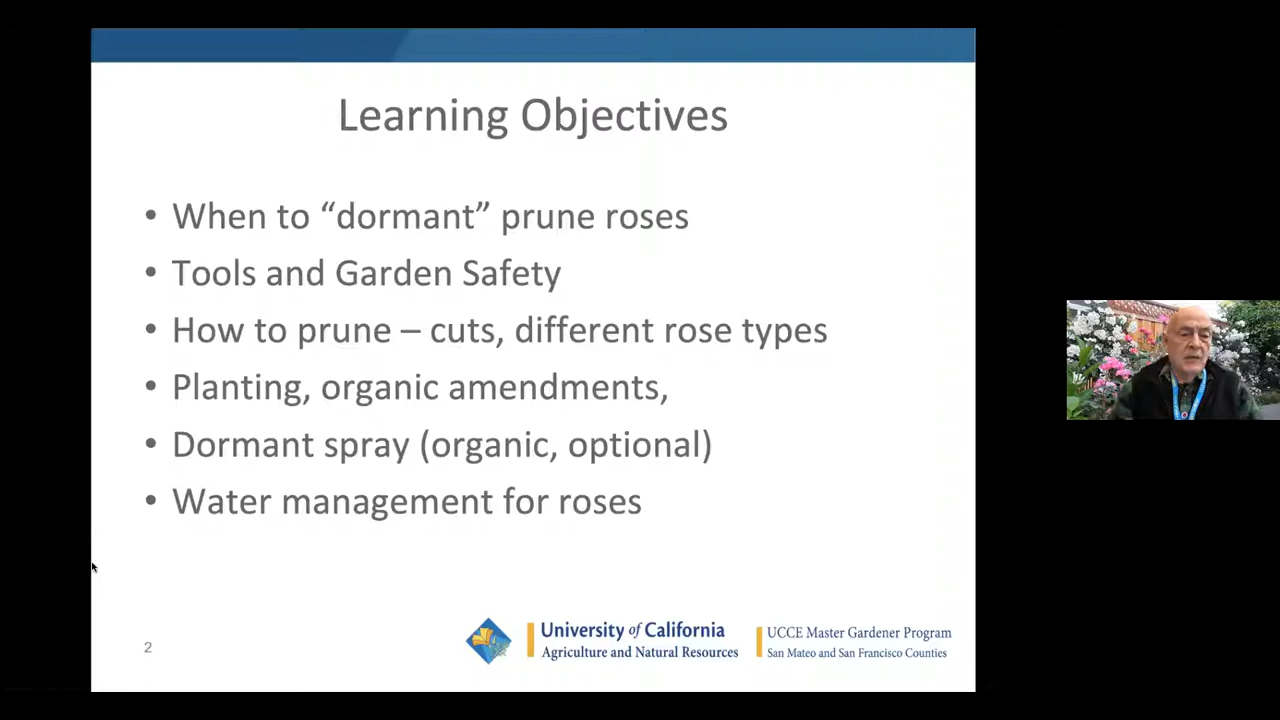 Learning Objectives
• When to “dormant” prune roses
• Tools and Garden Safety
• How to prune – cuts, different rose types
• Planting, organic amendments,
• Dormant spray (organic, optional)
• Water management for roses
2
University of California
Agriculture and Natural Resources
UCCE Master Gardener Program
San Mateo and San Francisco Counties